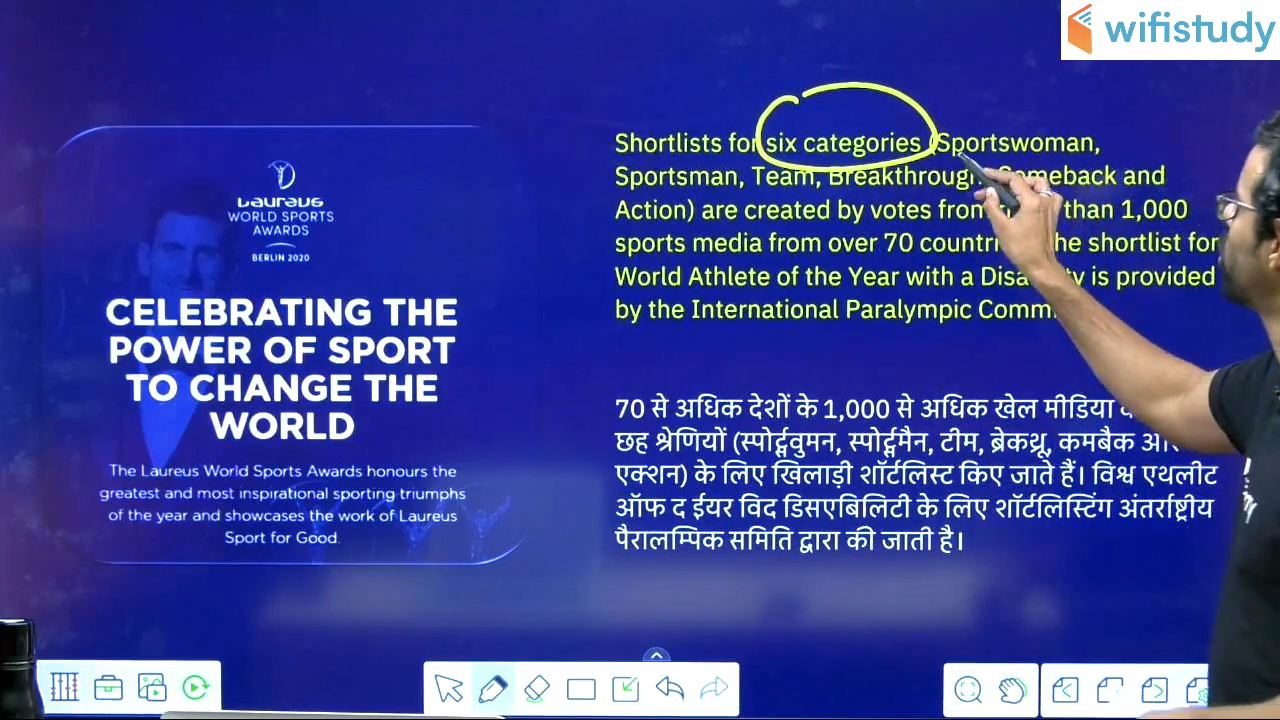 wifistudy
Laureus
WORLD SPORTS
AWARDS
BERLIN 2020
CELEBRATING THE
POWER OF SPORT
TO CHANGE THE
WORLD
The Laureus World Sports Awards honours the
greatest and most inspirational sporting triumphs
of the year and showcases the work of Laureus
Sport for Good.
Shortlists for six categories (Sportswoman,
Sportsman, Team, Breakthrough, Comeback and
Action) are created by votes from than 1,000
sports media from over 70 the shortlist for
World Athlete of the Year with a is provided
by the International Paralympic
70 से अधिक देशों के 1,000 से अधिक खेल मीडिया
छह श्रेणियों (स्पोर्ट्सवुमन, स्पोर्ट्समैन, टीम, ब्रेकथ्रू, कमबैक
एक्शन) के लिए खिलाड़ी शॉर्टलिस्ट किए जाते हैं। विश्व एथलीट
ऑफ द ईयर विद डिसएबिलिटी के लिए शॉर्टलिस्टिंग अंतर्राष्ट्रीय
पैरालम्पिक समिति द्वारा की जाती है।